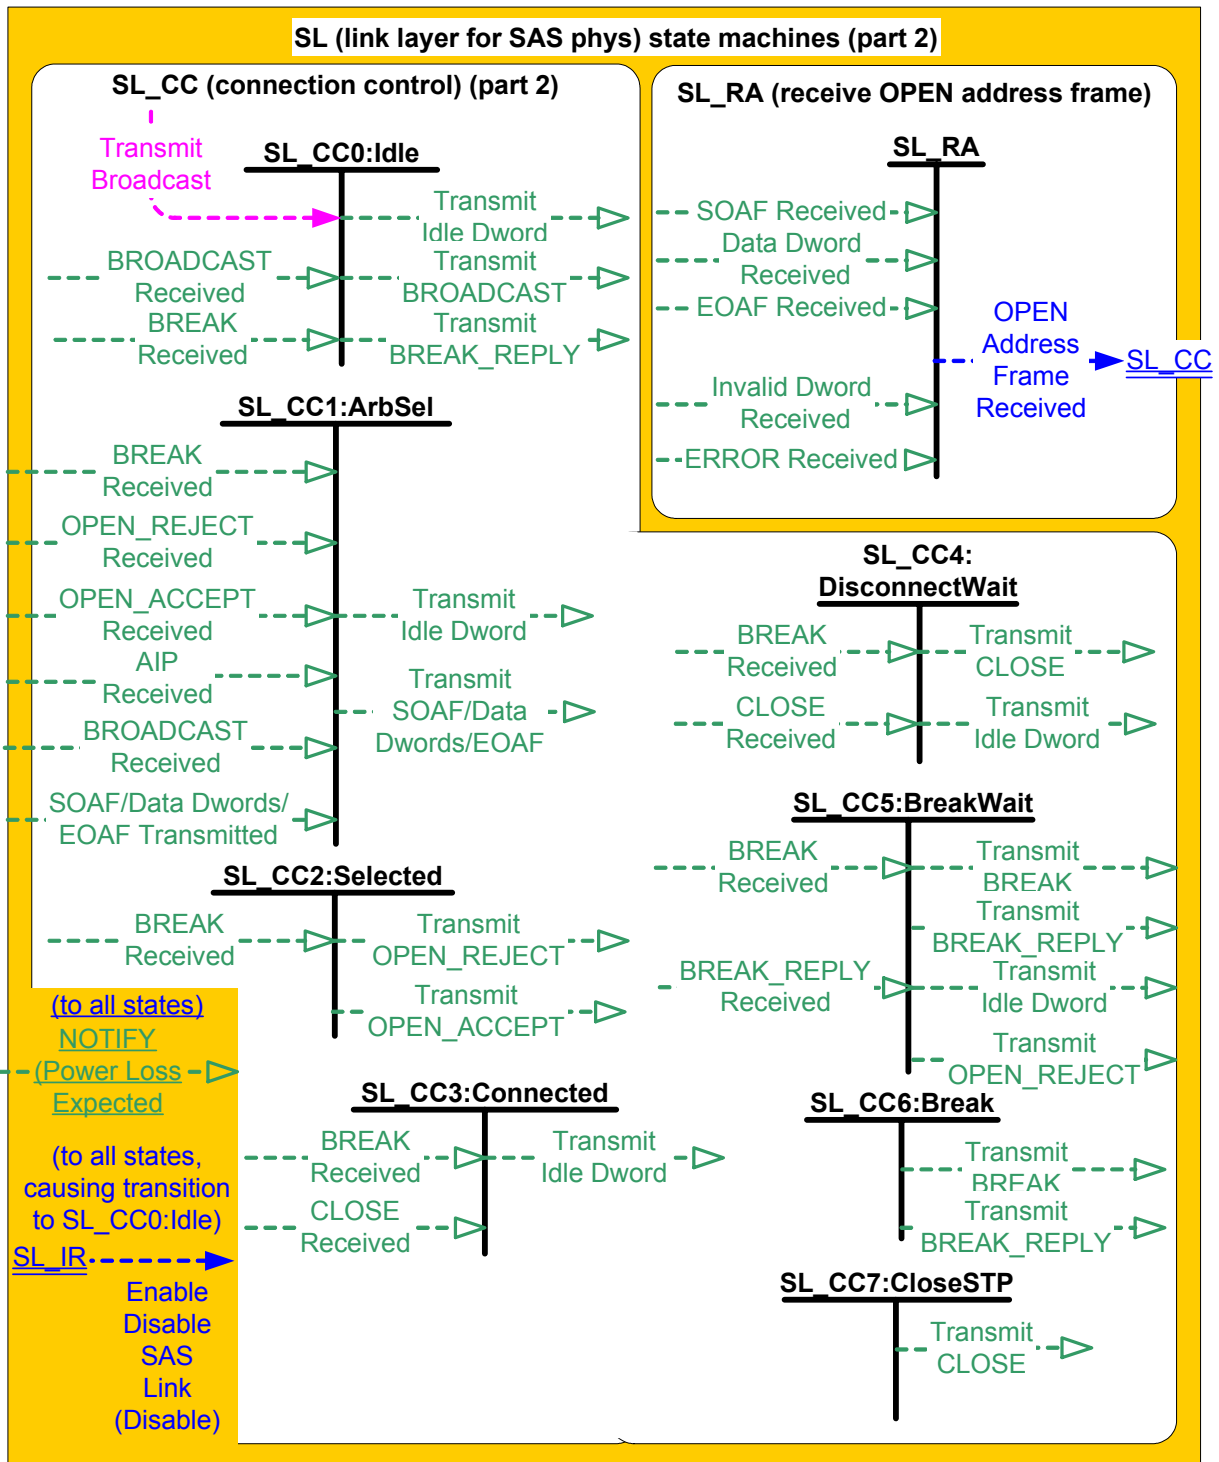 SL (link layer for SAS phys) state machines (part 2)
SL_CC (connection control) (part 2)
Transmit
Broadcast
SL_CC0:Idle
Transmit
Idle Dword
BROADCAST
Received
Transmit
BROADCAST
BREAK
Received
Transmit
BREAK_REPLY
SL_CC1:ArbSel
BREAK
Received
OPEN_REJECT
Received
OPEN_ACCEPT
Received
Transmit
Idle Dword
AIP
Received
Transmit
SOAF/Data
Dwords/EOAF
BROADCAST
Received
SOAF/Data Dwords/
EOAF Transmitted
SL_CC2:Selected
BREAK
Received
Transmit
OPEN_REJECT
Transmit
OPEN_ACCEPT
(to all states)
NOTIFY
(Power Loss
Expected
(to all states,
causing transition
to SL_CC0:Idle)
SL_IR
Enable
Disable
SAS
Link
(Disable)
SL_CC3:Connected
BREAK
Received
Transmit
Idle Dword
CLOSE
Received
SL_RA (receive OPEN address frame)
SL_RA
SOAF Received
Data Dword
Received
EOAF Received
Invalid Dword
Received
ERROR Received
OPEN
Address
Frame
Received
SL_CC
SL_CC4:
DisconnectWait
BREAK
Received
Transmit
CLOSE
CLOSE
Received
Transmit
Idle Dword
SL_CC5:BreakWait
BREAK
Received
Transmit
BREAK
Transmit
BREAK_REPLY
BREAK_REPLY
Received
Transmit
Idle Dword
Transmit
OPEN_REJECT
SL_CC6:Break
Transmit
BREAK
Transmit
BREAK_REPLY
SL_CC7:CloseSTP
Transmit
CLOSE